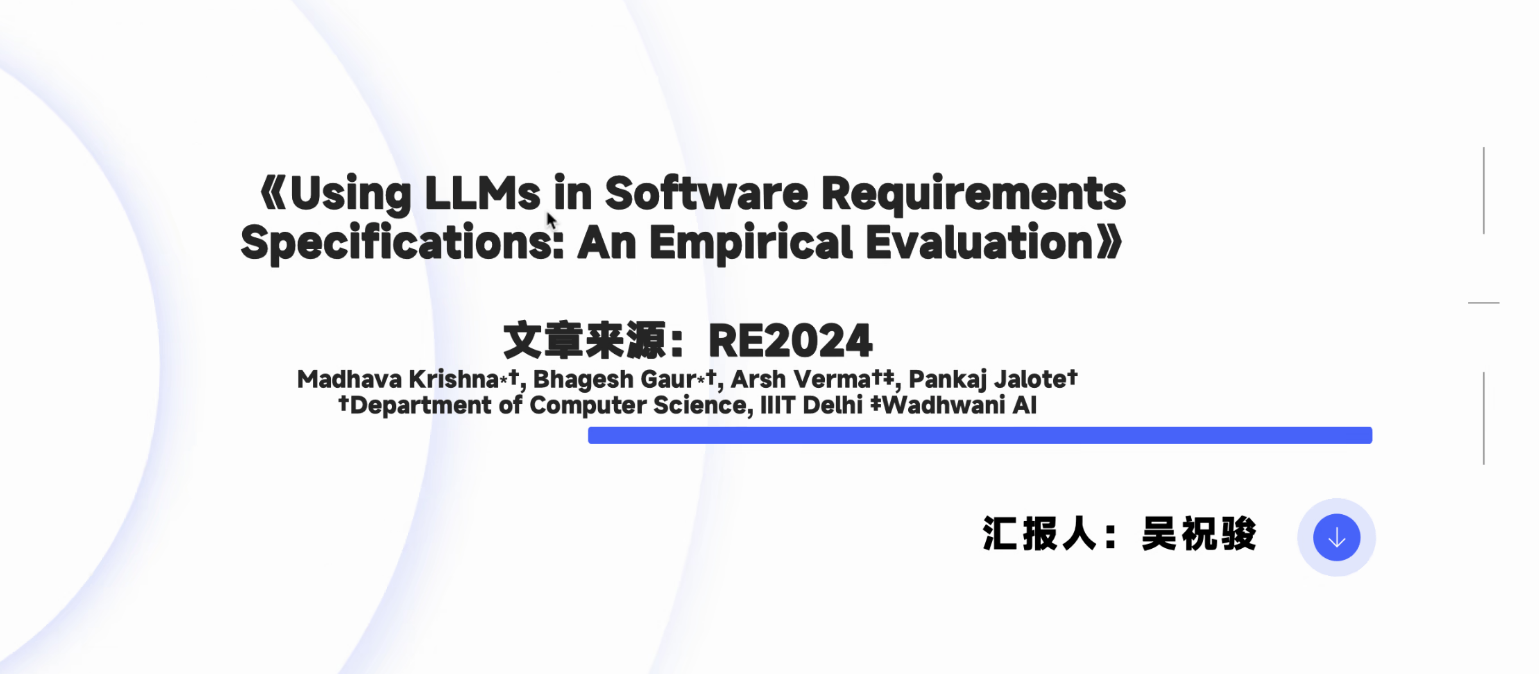 《Using LLMs in Software Requirements
Specifications: An Empirical Evaluation》
文章来源：RE2024
Madhava Krishna*†, Bhagesh Gaur*†, Arsh Verma†‡, Pankaj Jalote†
†Department of Computer Science, IIIT Delhi ‡Wadhwani AI
汇报人：吴祝骏